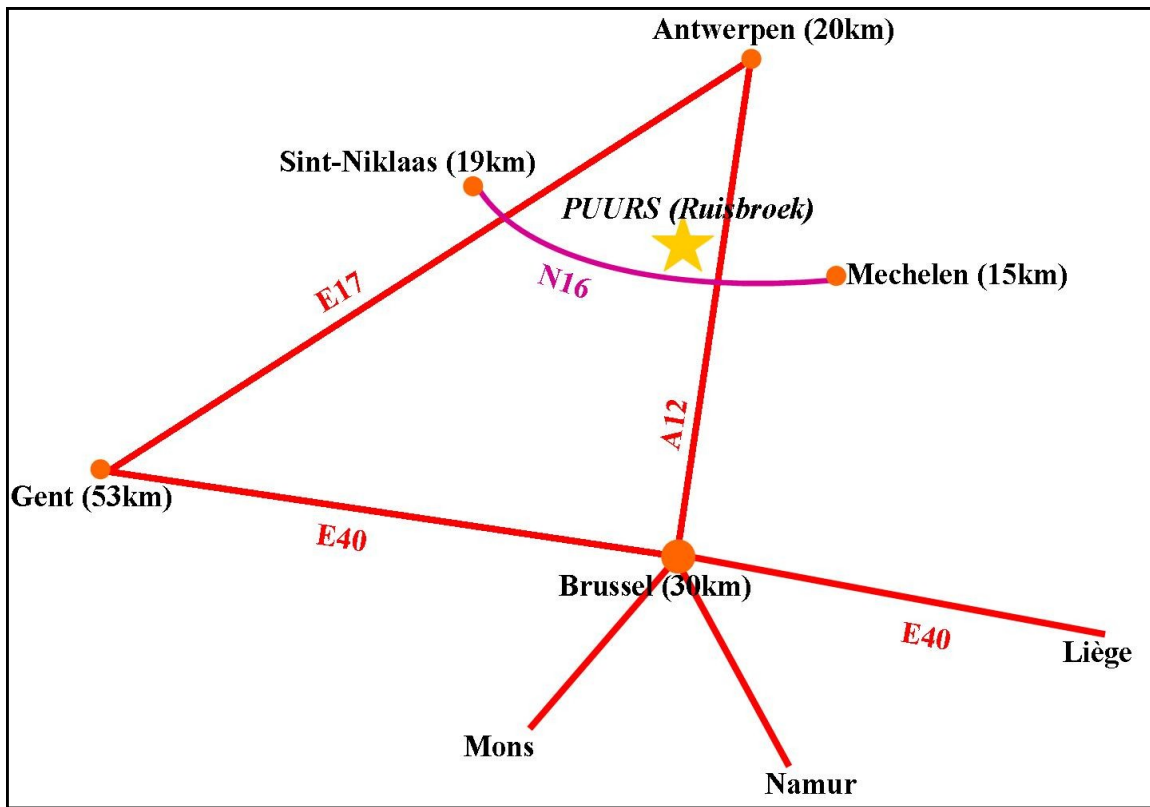 Antwerpen (20km)
Sint-Niklaas (19km)
PUURS (Ruisbroek)
N16
Mechelen (15km)
E17
A12
Gent (53km)
E40
Brussel (30km)
E40
Liège
Mons
Namur